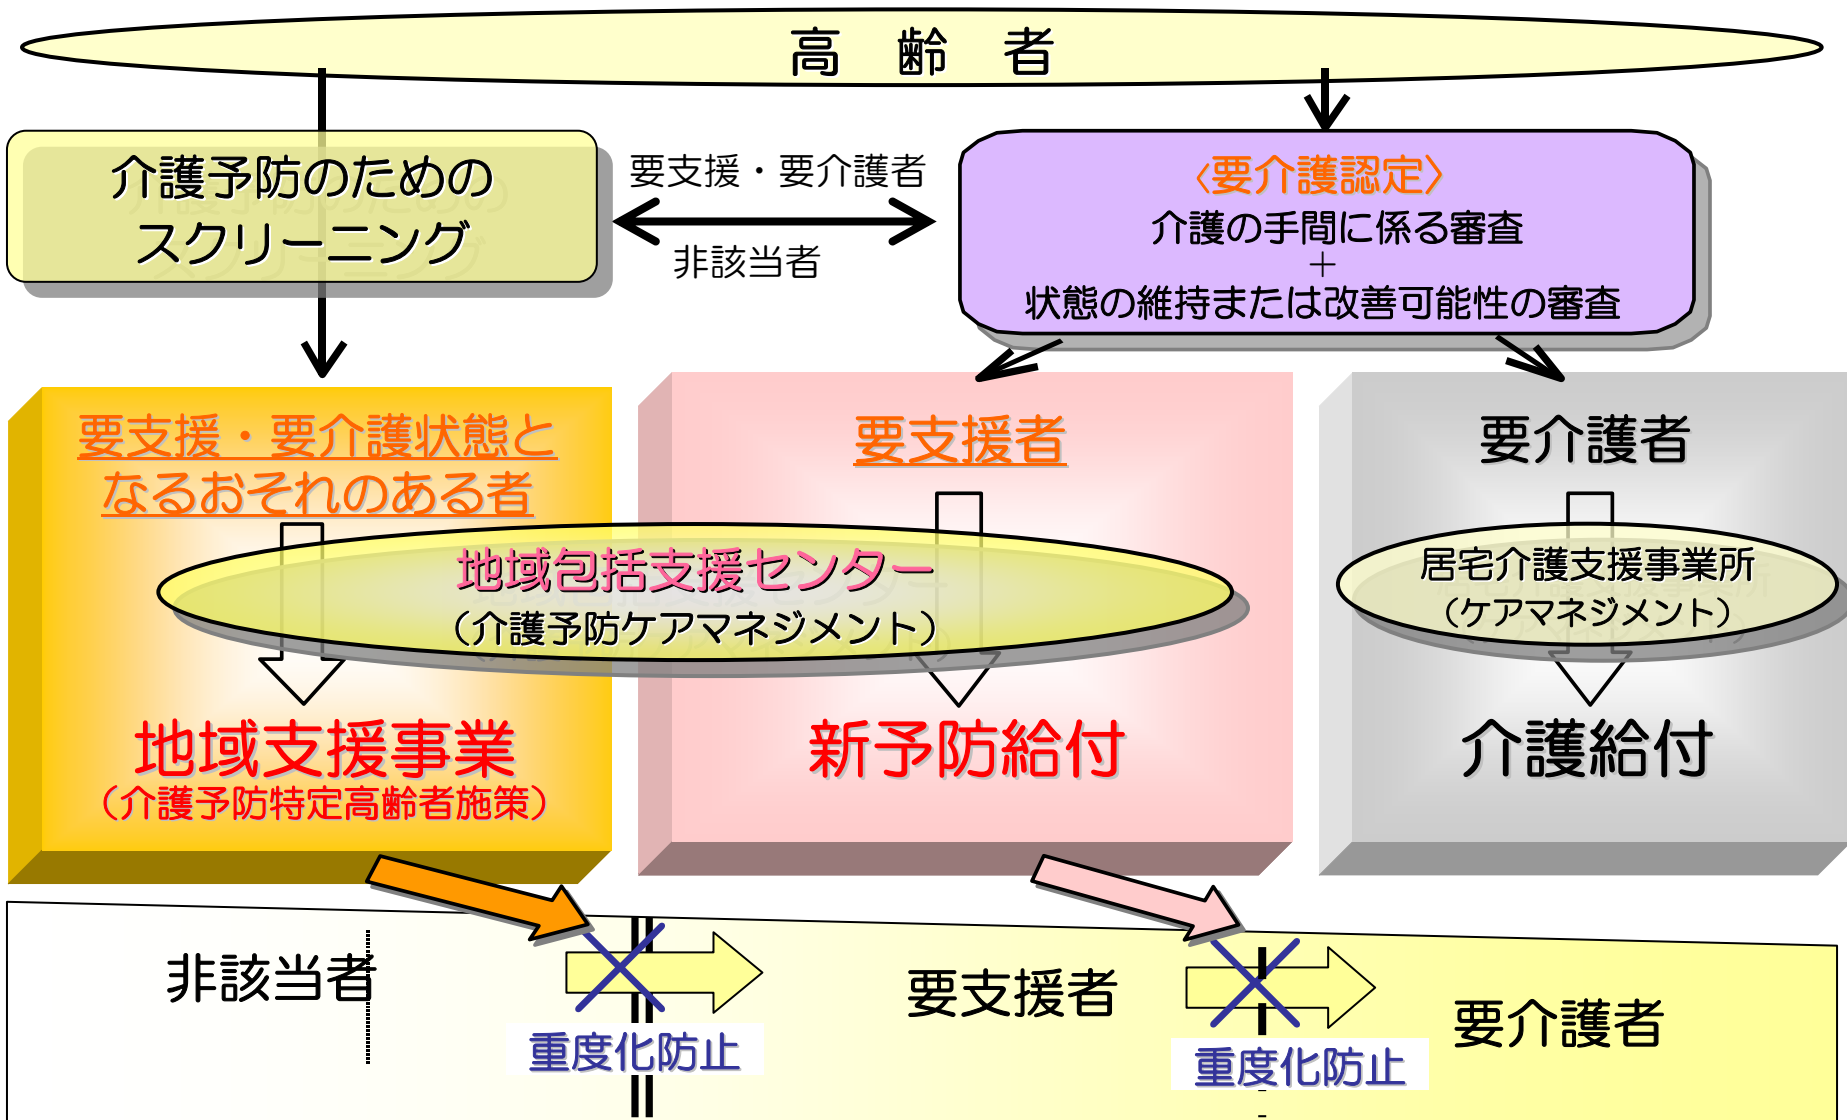 高　齢　者
介護予防のための
スクリーニング
要支援・要介護者
非該当者
〈要介護認定〉
介護の手間に係る審査
＋
状態の維持または改善可能性の審査
要支援・要介護状態と
なるおそれのある者
要支援者
要介護者
地域包括支援センター
（介護予防ケアマネジメント）
居宅介護支援事業所
（ケアマネジメント）
地域支援事業
（介護予防特定高齢者施策）
新予防給付
介護給付
非該当者
重度化防止
要支援者
重度化防止
要介護者